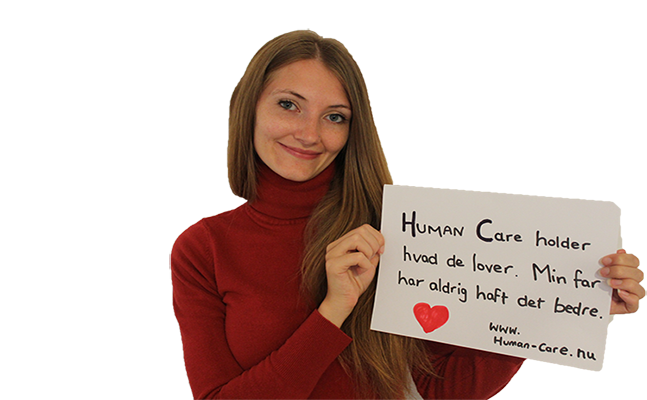 HUMAN Care holder
hvad de lover. Min far
har aldrig haft det bedre.
www.
Human-Care.nu